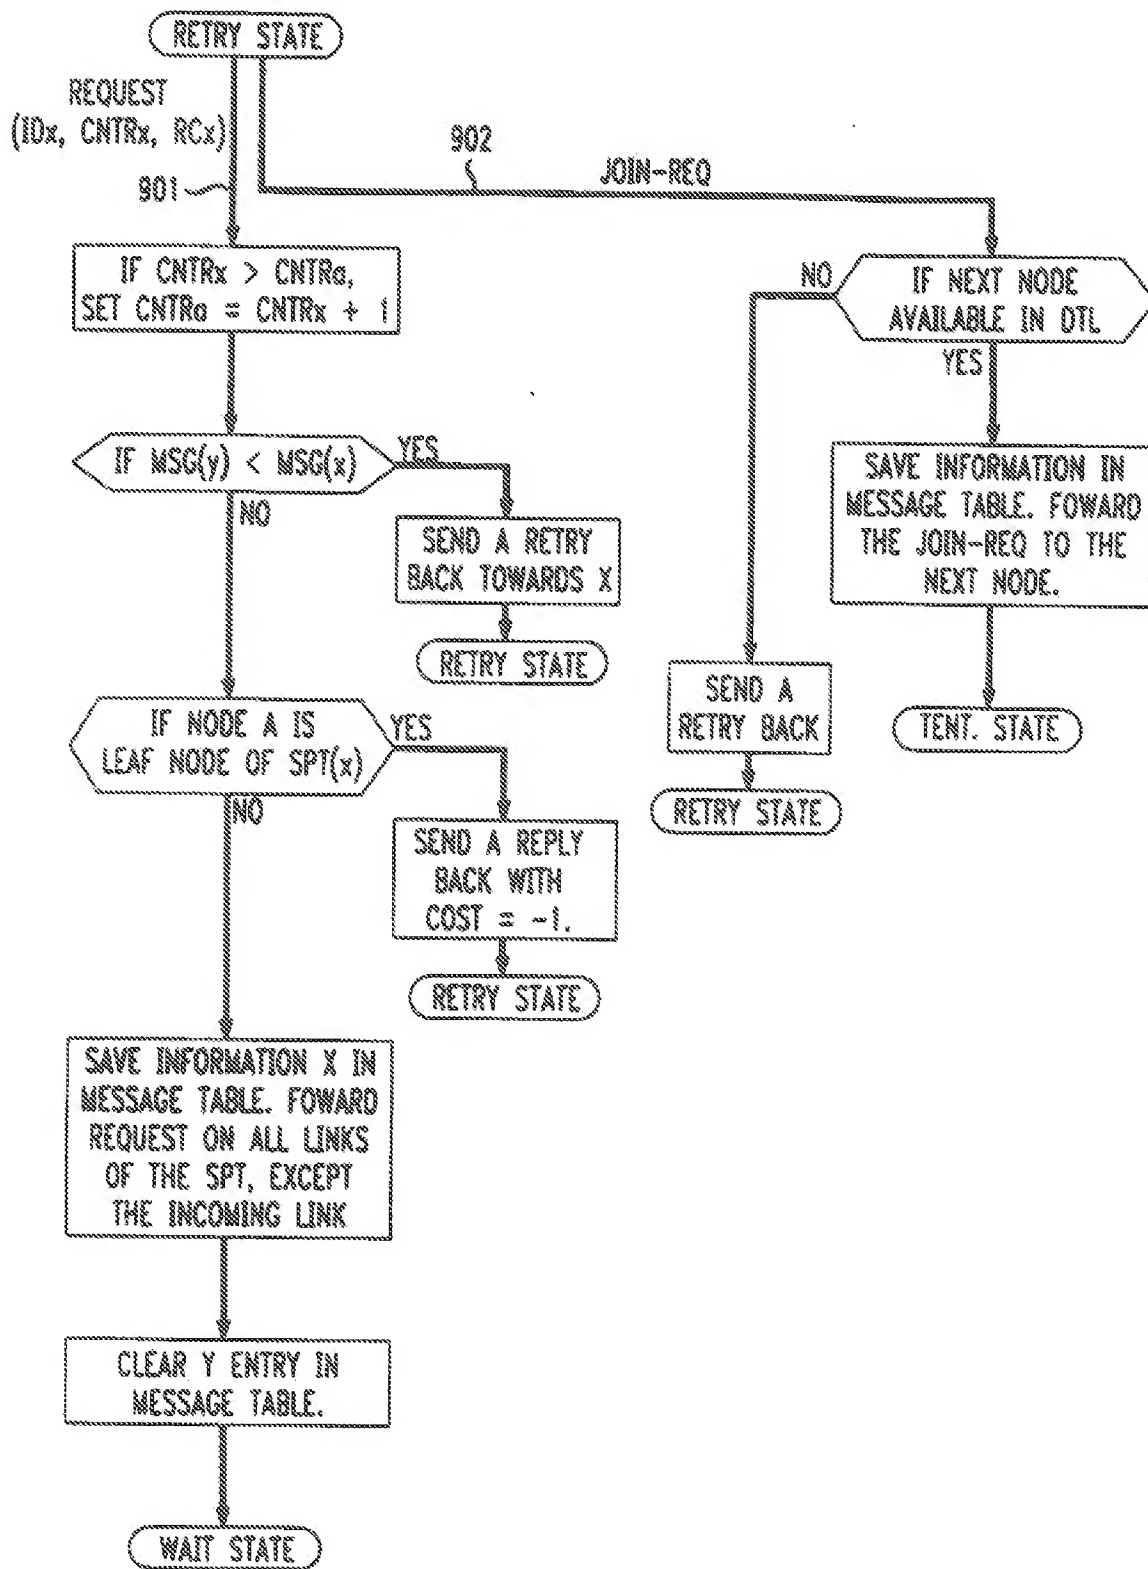 RETRY STATE
REQUEST
(IDx, CNTRx, RCx)
901
902
JOIN-REQ
IF CNTRx > CNTRa,
SET CNTRa = CNTRx + 1
NO
IF NEXT NODE
AVAILABLE IN DTL
YES
IF MSG(y) < MSG(x)
YES
NO
SEND A RETRY
BACK TOWARDS X
RETRY STATE
SAVE INFORMATION IN
MESSAGE TABLE. FOWARD
THE JOIN-REQ TO THE
NEXT NODE.
SEND A
RETRY BACK
RETRY STATE
TENT. STATE
IF NODE A IS
LEAF NODE OF SPT(x)
YES
NO
SEND A REPLY
BACK WITH
COST = -1.
RETRY STATE
SAVE INFORMATION X IN
MESSAGE TABLE. FOWARD
REQUEST ON ALL LINKS
OF THE SPT, EXCEPT
THE INCOMING LINK
CLEAR Y ENTRY IN
MESSAGE TABLE.
WAIT STATE